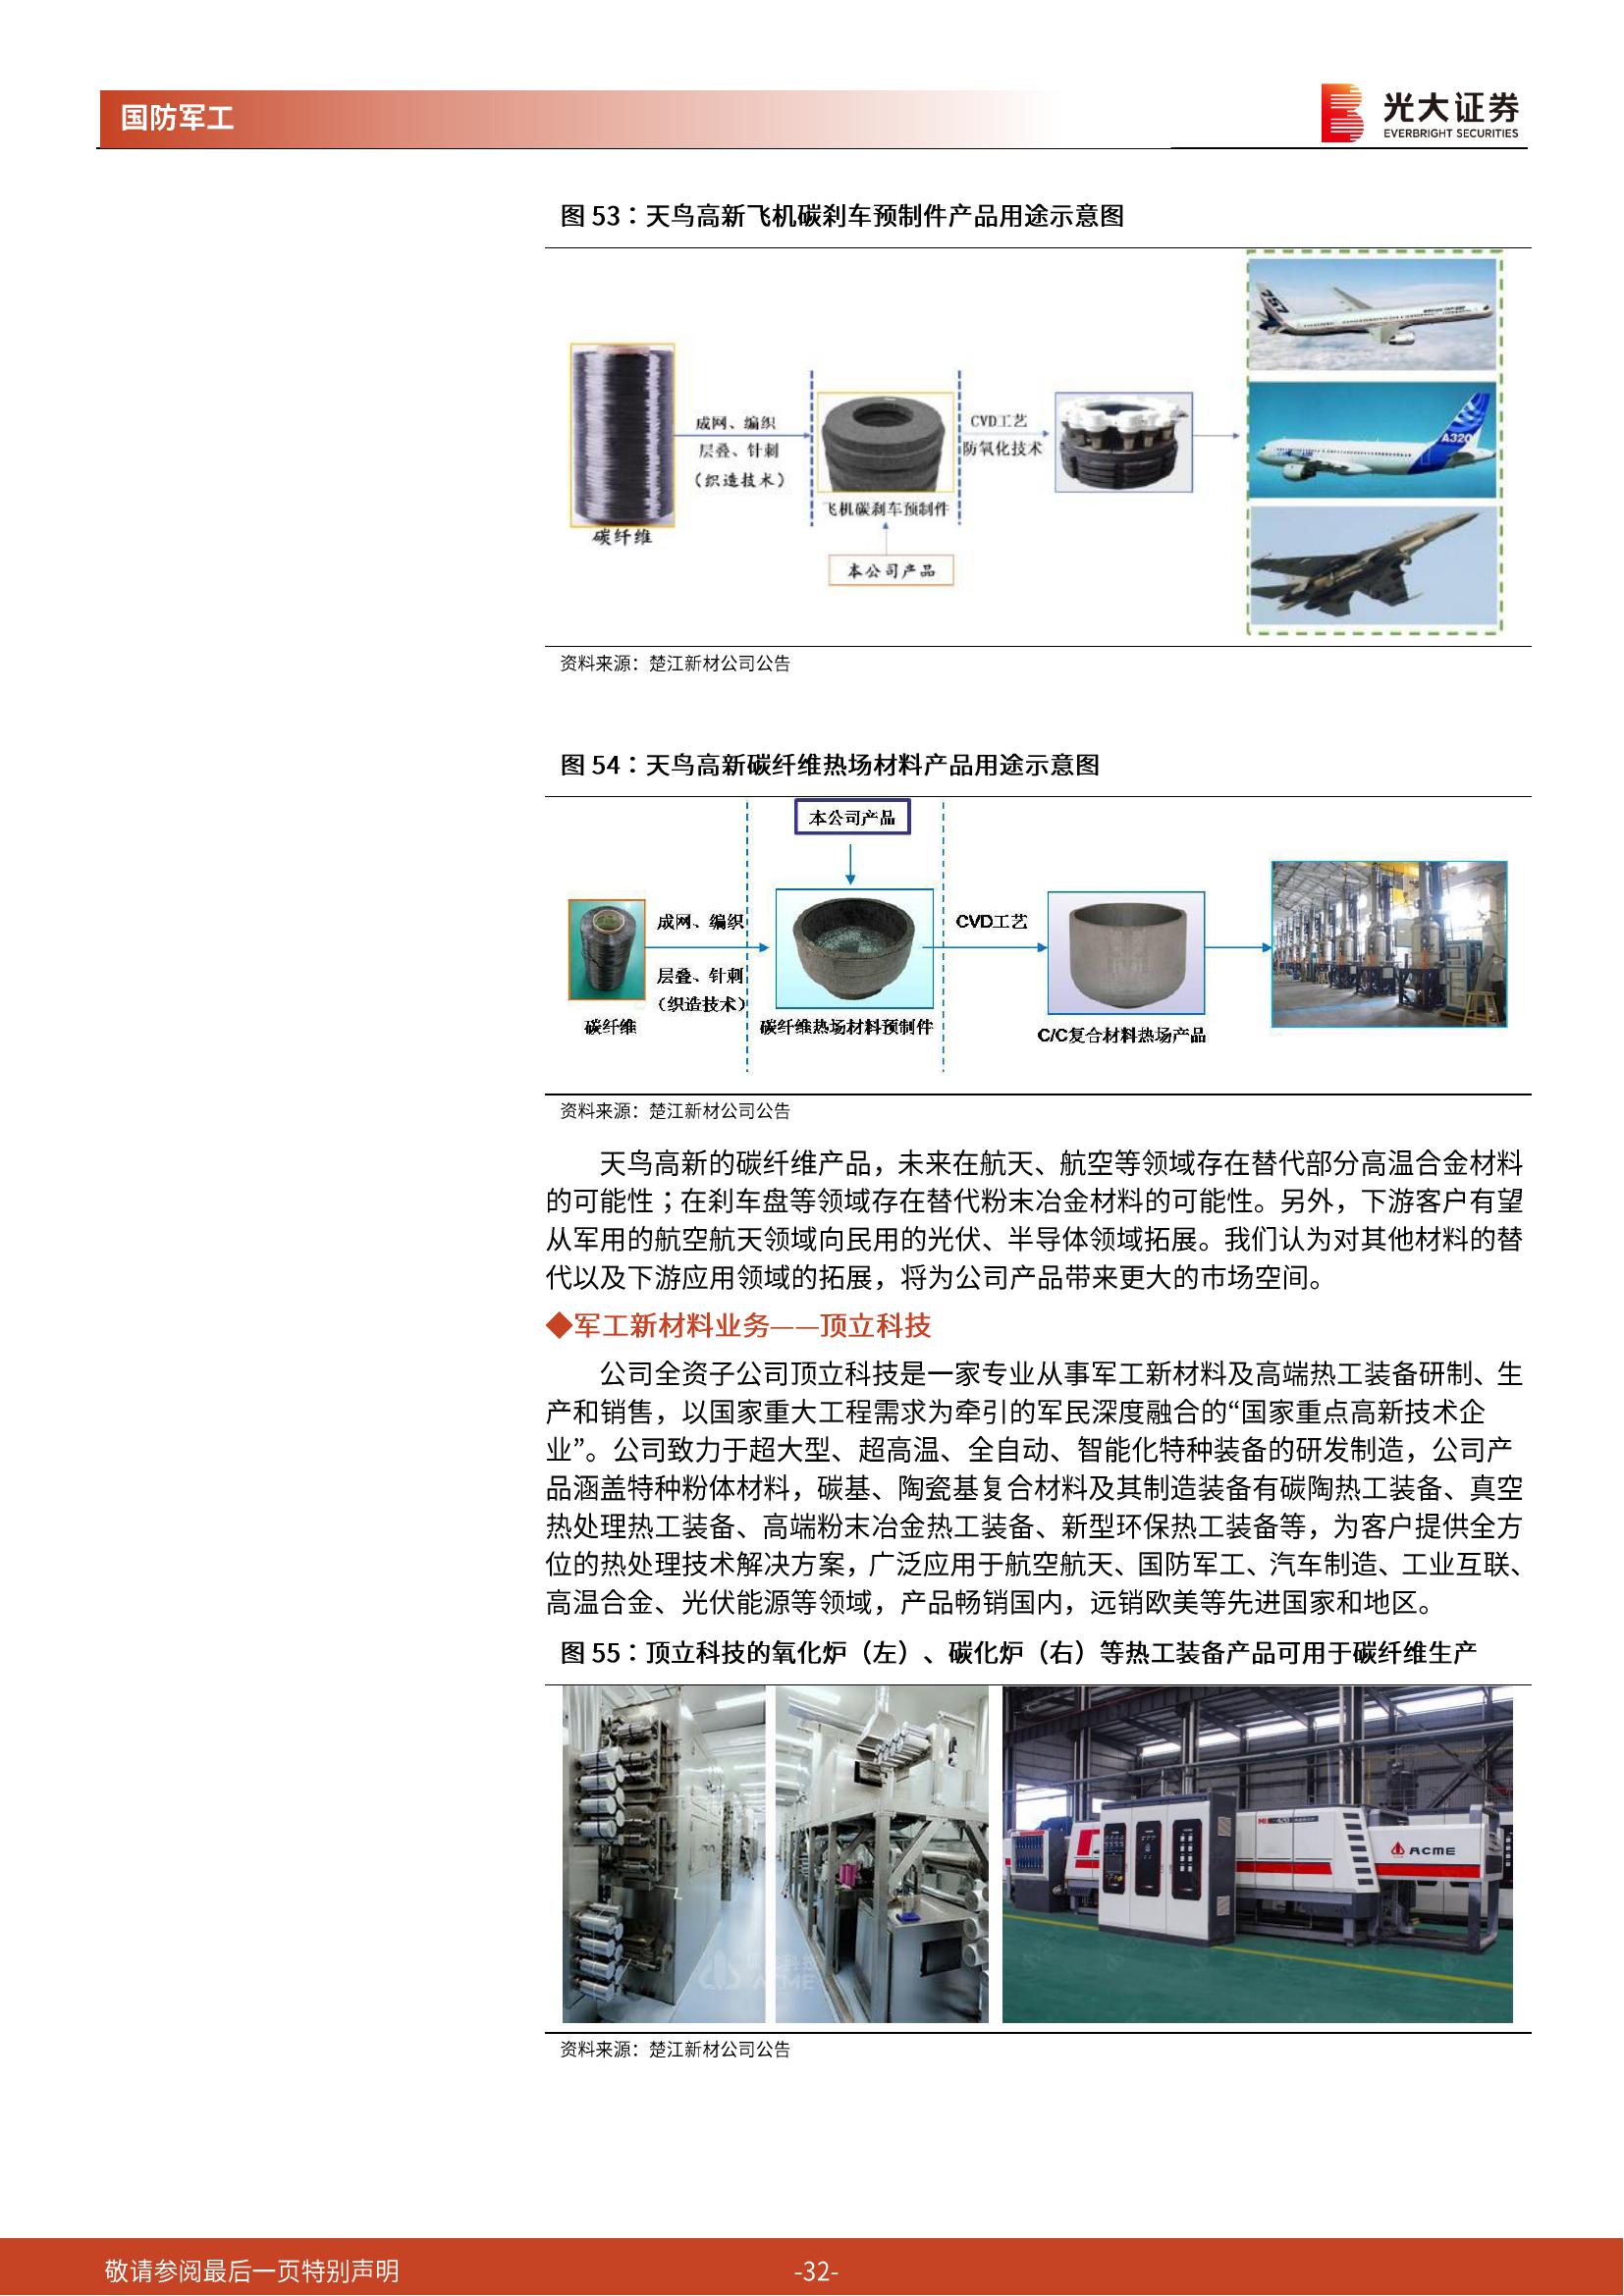 国防军工
光大证券
EVERBRIGHT SECURITIES
图 53：天鸟高新飞机碳刹车预制件产品用途示意图
成网、编织
层叠、针刺
（织造技术）
碳纤维
飞机碳刹车预制件
本公司产品
CVD工艺
防氧化技术
757
A320
资料来源：楚江新材公司公告
图 54：天鸟高新碳纤维热场材料产品用途示意图
本公司产品
成网、编织
层叠、针刺
（织造技术）
碳纤维
碳纤维热场材料预制件
CVD工艺
C/C复合材料热场产品
资料来源：楚江新材公司公告
天鸟高新的碳纤维产品，未来在航天、航空等领域存在替代部分高温合金材料
的可能性；在刹车盘等领域存在替代粉末冶金材料的可能性。另外，下游客户有望
从军用的航空航天领域向民用的光伏、半导体领域拓展。我们认为对其他材料的替
代以及下游应用领域的拓展，将为公司产品带来更大的市场空间。
◆军工新材料业务——顶立科技
公司全资子公司顶立科技是一家专业从事军工新材料及高端热工装备研制、生
产和销售，以国家重大工程需求为牵引的军民深度融合的“国家重点高新技术企
业”。公司致力于超大型、超高温、全自动、智能化特种装备的研发制造，公司产
品涵盖特种粉体材料，碳基、陶瓷基复合材料及其制造装备有碳陶热工装备、真空
热处理热工装备、高端粉末冶金热工装备、新型环保热工装备等，为客户提供全方
位的热处理技术解决方案，广泛应用于航空航天、国防军工、汽车制造、工业互联、
高温合金、光伏能源等领域，产品畅销国内，远销欧美等先进国家和地区。
图 55：顶立科技的氧化炉（左）、碳化炉（右）等热工装备产品可用于碳纤维生产
ACME
ACME
资料来源：楚江新材公司公告
敬请参阅最后一页特别声明
-32-